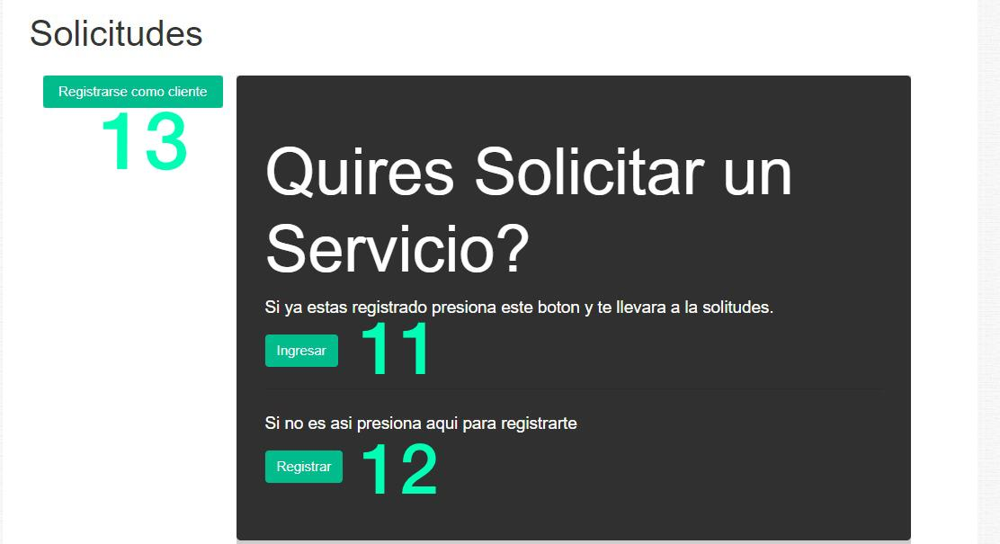 Solicitudes
Registrarse como cliente
13
Quires Solicitar un
Servicio?
Si ya estas registrado presiona este boton y te llevara a la solitudes.
Ingresar
11
Si no es asi presiona aqui para registrarte
Registrar
12